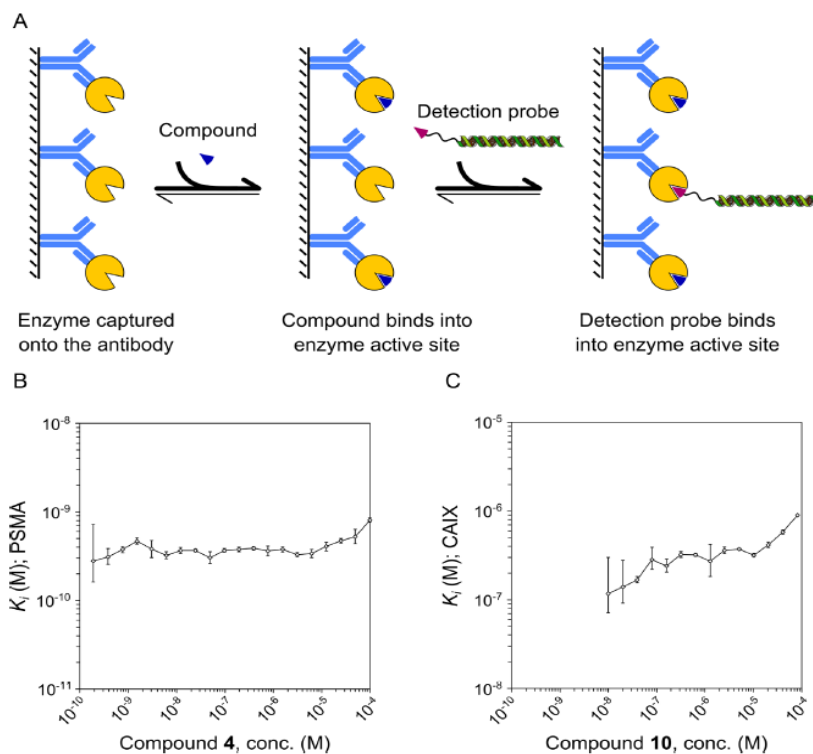 A
Compound
Detection probe
Enzyme captured
onto the antibody
Compound binds into
enzyme active site
Detection probe binds
into enzyme active site
B
10⁻⁸
10⁻⁹
10⁻¹⁰
10⁻¹¹
Kᵢ (M); PSMA
10⁻¹⁰
10⁻⁹
10⁻⁸
10⁻⁷
10⁻⁶
10⁻⁵
10⁻⁴
Compound 4, conc. (M)
C
10⁻⁵
10⁻⁶
10⁻⁷
10⁻⁸
Kᵢ (M); CAIX
10⁻¹⁰
10⁻⁹
10⁻⁸
10⁻⁷
10⁻⁶
10⁻⁵
10⁻⁴
Compound 10, conc. (M)